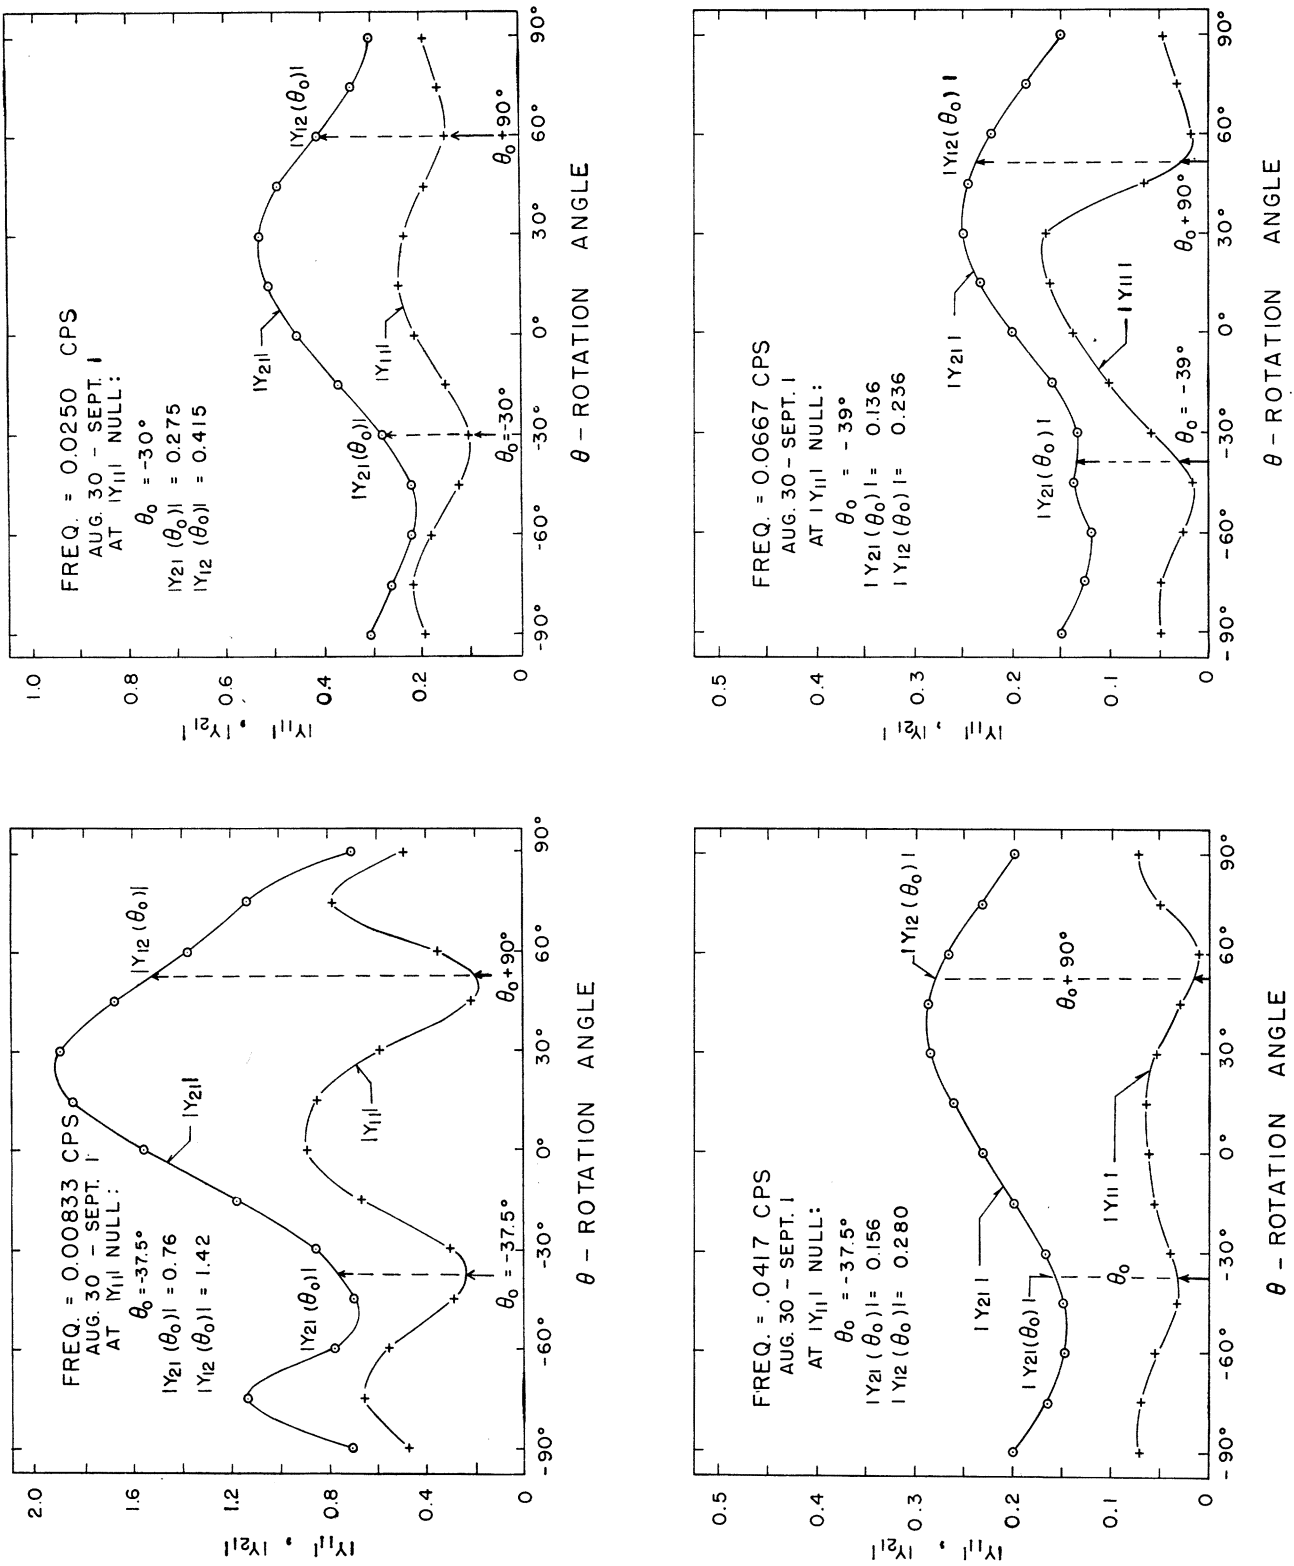 FREQ. = 0.00833 CPS
AUG. 30 - SEPT. 1
AT |Y11| NULL:
θ0 = -37.5°
|Y21 (θ0)| = 0.76
|Y12 (θ0)| = 1.42
|Y21|
|Y11|
|Y21 (θ0)|
|Y12 (θ0)|
θ0 = -37.5°
θ0 + 90°
2.0
1.6
1.2
0.8
0.4
0
|Y11|, |Y21|
-90° -60° -30° 0° 30° 60° 90°
θ - ROTATION ANGLE
FREQ. = 0.0250 CPS
AUG. 30 - SEPT. 1
AT |Y11| NULL:
θ0 = -30°
|Y21 (θ0)| = 0.275
|Y12 (θ0)| = 0.415
|Y21|
|Y11|
|Y21(θ0)|
|Y12(θ0)|
θ0 = -30°
θ0 + 90°
1.0
0.8
0.6
0.4
0.2
0
|Y11|, |Y21|
-90° -60° -30° 0° 30° 60° 90°
θ - ROTATION ANGLE
FREQ. = .0417 CPS
AUG. 30 - SEPT. 1
AT |Y11| NULL:
θ0 = -37.5°
|Y21 (θ0)| = 0.156
|Y12 (θ0)| = 0.280
|Y21|
|Y11|
|Y21(θ0)|
|Y12 (θ0)|
θ0
θ0 + 90°
0.5
0.4
0.3
0.2
0.1
0
|Y11|, |Y21|
-90° -60° -30° 0° 30° 60° 90°
θ - ROTATION ANGLE
FREQ. = 0.0667 CPS
AUG. 30 - SEPT. 1
AT |Y11| NULL:
θ0 = -39°
|Y21 (θ0)| = 0.136
|Y12 (θ0)| = 0.236
|Y21|
|Y11|
|Y21(θ0)|
|Y12(θ0)|
θ0 = -39°
θ0 + 90°
0.5
0.4
0.3
0.2
0.1
0
|Y11|, |Y21|
-90° -60° -30° 0° 30° 60° 90°
θ - ROTATION ANGLE